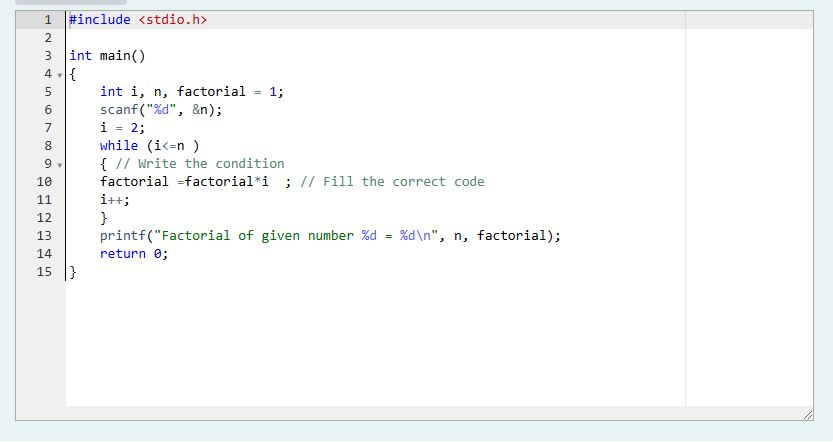 1 #include <stdio.h>
2
3 int main()
4 {
5 int i, n, factorial = 1;
6 scanf("%d", &n);
7 i = 2;
8 while (i<=n )
9 { // Write the condition
10 factorial =factorial*i  ; // Fill the correct code
11 i++;
12 }
13 printf("Factorial of given number %d = %d\n", n, factorial);
14 return 0;
15 }